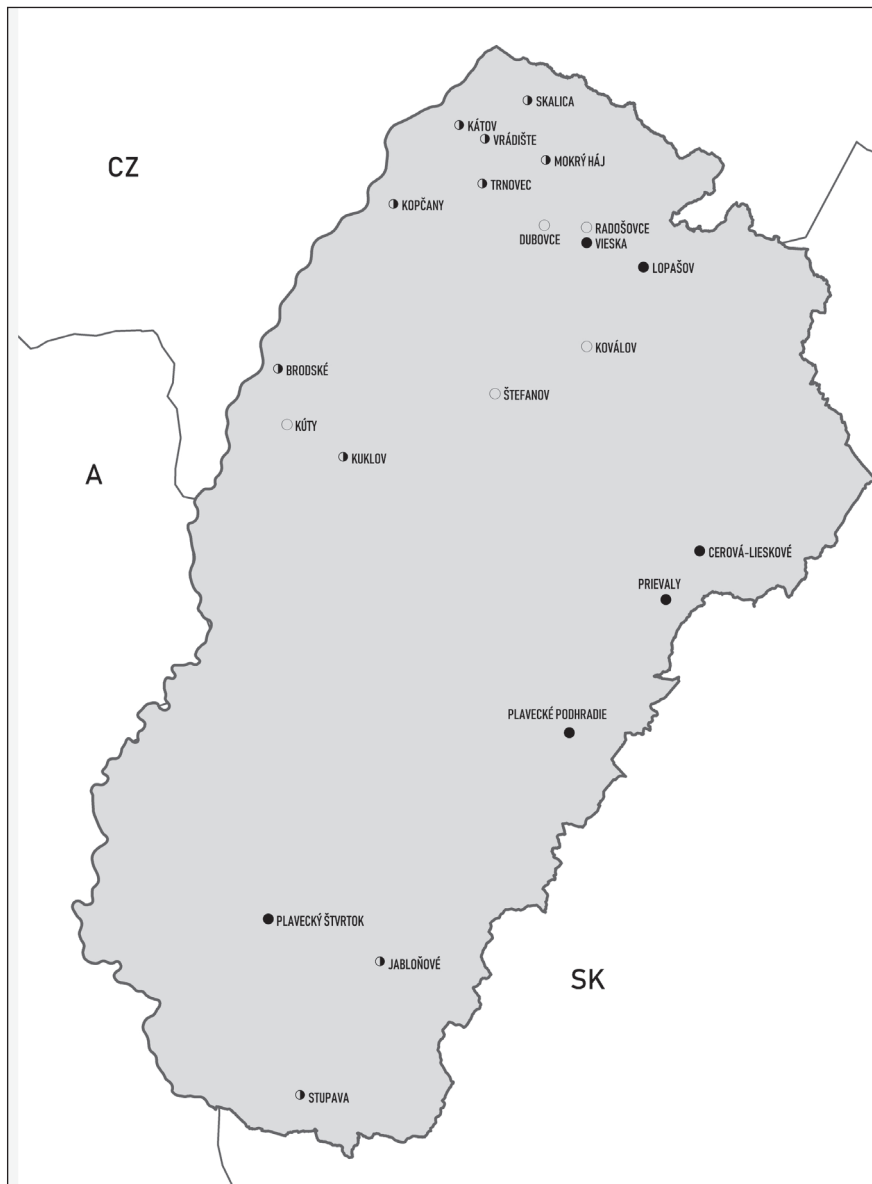 SKALICA
KÁTOV
VRÁDIŠTE
CZ
MOKRÝ HÁJ
TRNOVEC
KOPČANY
RADOŠOVCE
DUBOVCE
VIESKA
LOPAŠOV
KOVÁLOV
BRODSKÉ
ŠTEFANOV
KÚTY
KUKLOV
A
CEROVÁ-LIESKOVÉ
PRIEVALY
PLAVECKÉ PODHRADIE
PLAVECKÝ ŠTVRTOK
JABLOŇOVÉ
SK
STUPAVA